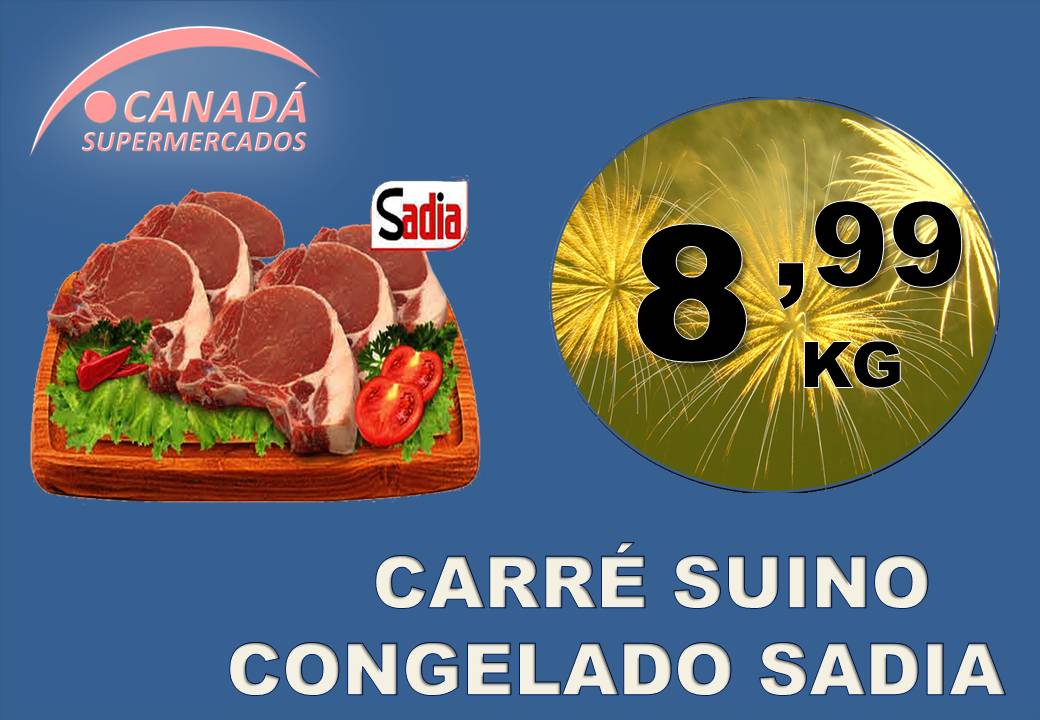 CANADÁ
SUPERMERCADOS
Sadia
8,99
KG
CARRÉ SUINO
CONGELADO SADIA